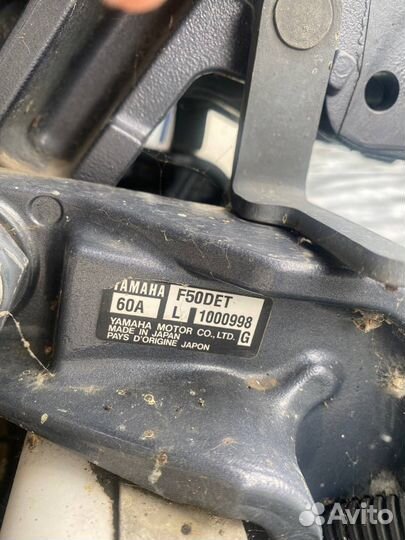 YAMAHA F50DET
60A L 1000998
YAMAHA MOTOR CO., LTD.
MADE IN JAPAN
PAYS D'ORIGINE JAPON G
Avito